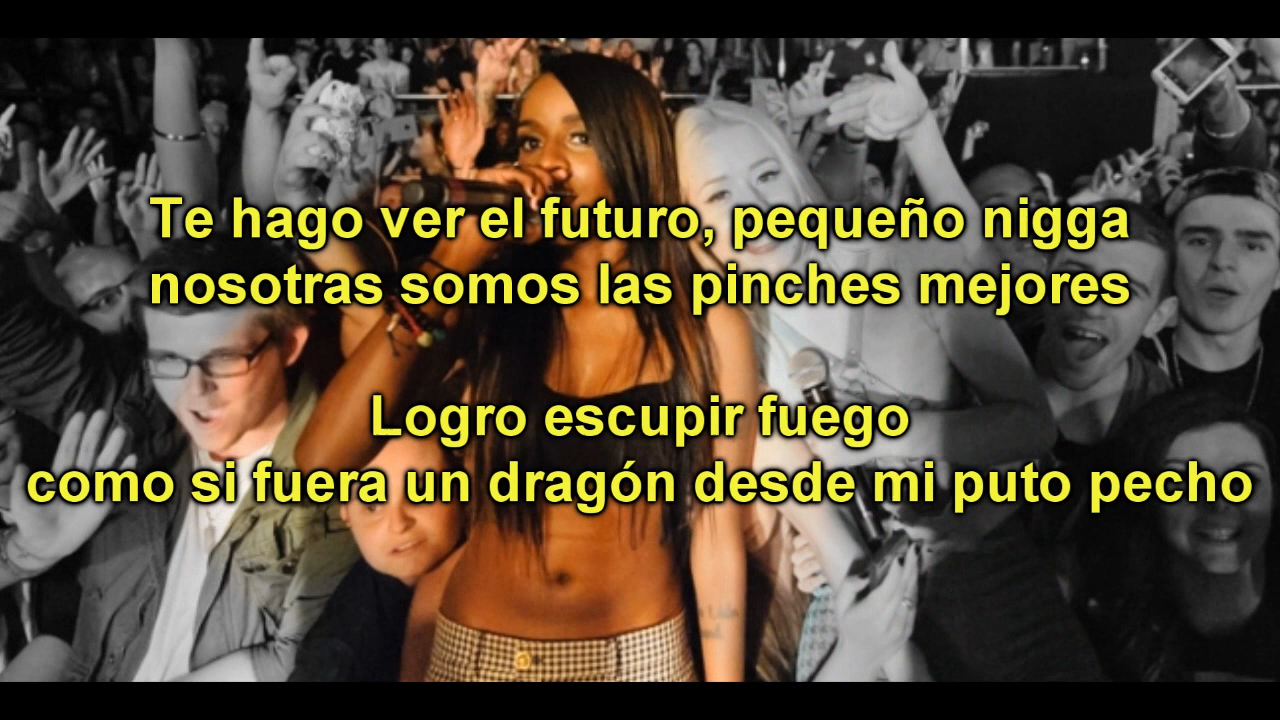 Te hago ver el futuro, pequeño nigga
nosotras somos las pinches mejores
Logro escupir fuego
como si fuera un dragón desde mi puto pecho